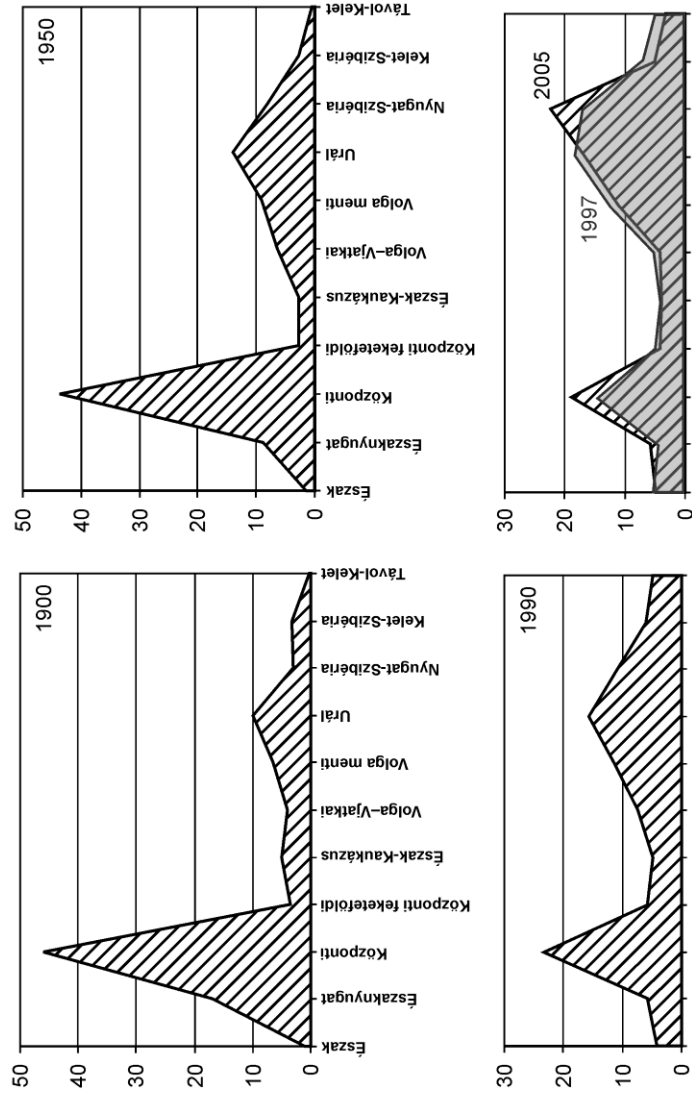 1900
50
40
30
20
10
0
Észak
Északnyugat
Központi
Központi feketeföldi
Észak-Kaukázus
Volga–Vjatkai
Volga menti
Urál
Nyugat-Szibéria
Kelet-Szibéria
Távol-Kelet
1950
50
40
30
20
10
0
Észak
Északnyugat
Központi
Központi feketeföldi
Észak-Kaukázus
Volga–Vjatkai
Volga menti
Urál
Nyugat-Szibéria
Kelet-Szibéria
Távol-Kelet
1990
30
20
10
0
2005
1997
30
20
10
0